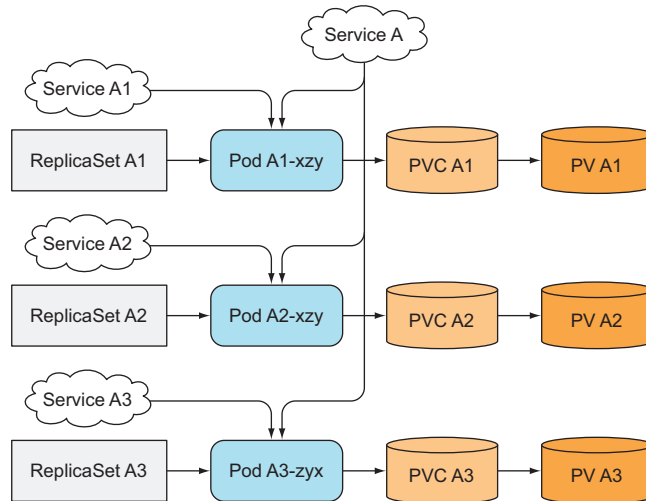 Service A
Service A1
ReplicaSet A1
Pod A1-xzy
PVC A1
PV A1
Service A2
ReplicaSet A2
Pod A2-xzy
PVC A2
PV A2
Service A3
ReplicaSet A3
Pod A3-zyx
PVC A3
PV A3